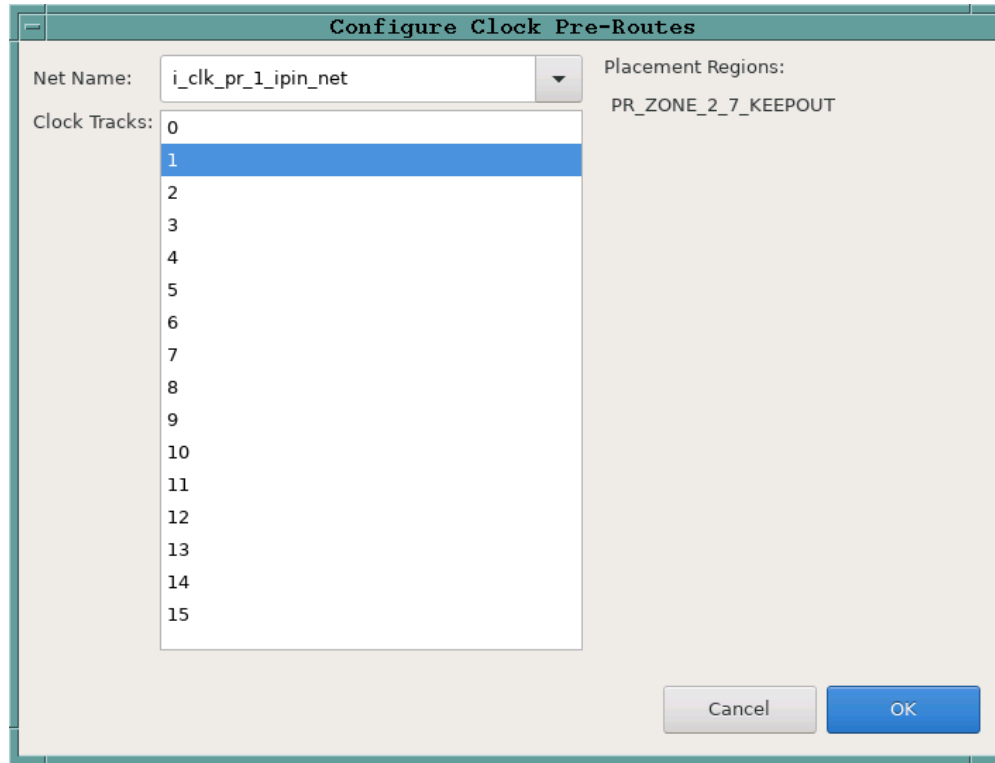 Configure Clock Pre-Routes
Net Name:
i_clk_pr_1_ipin_net
Placement Regions:
PR_ZONE_2_7_KEEPOUT
Clock Tracks:
0
1
2
3
4
5
6
7
8
9
10
11
12
13
14
15
Cancel
OK